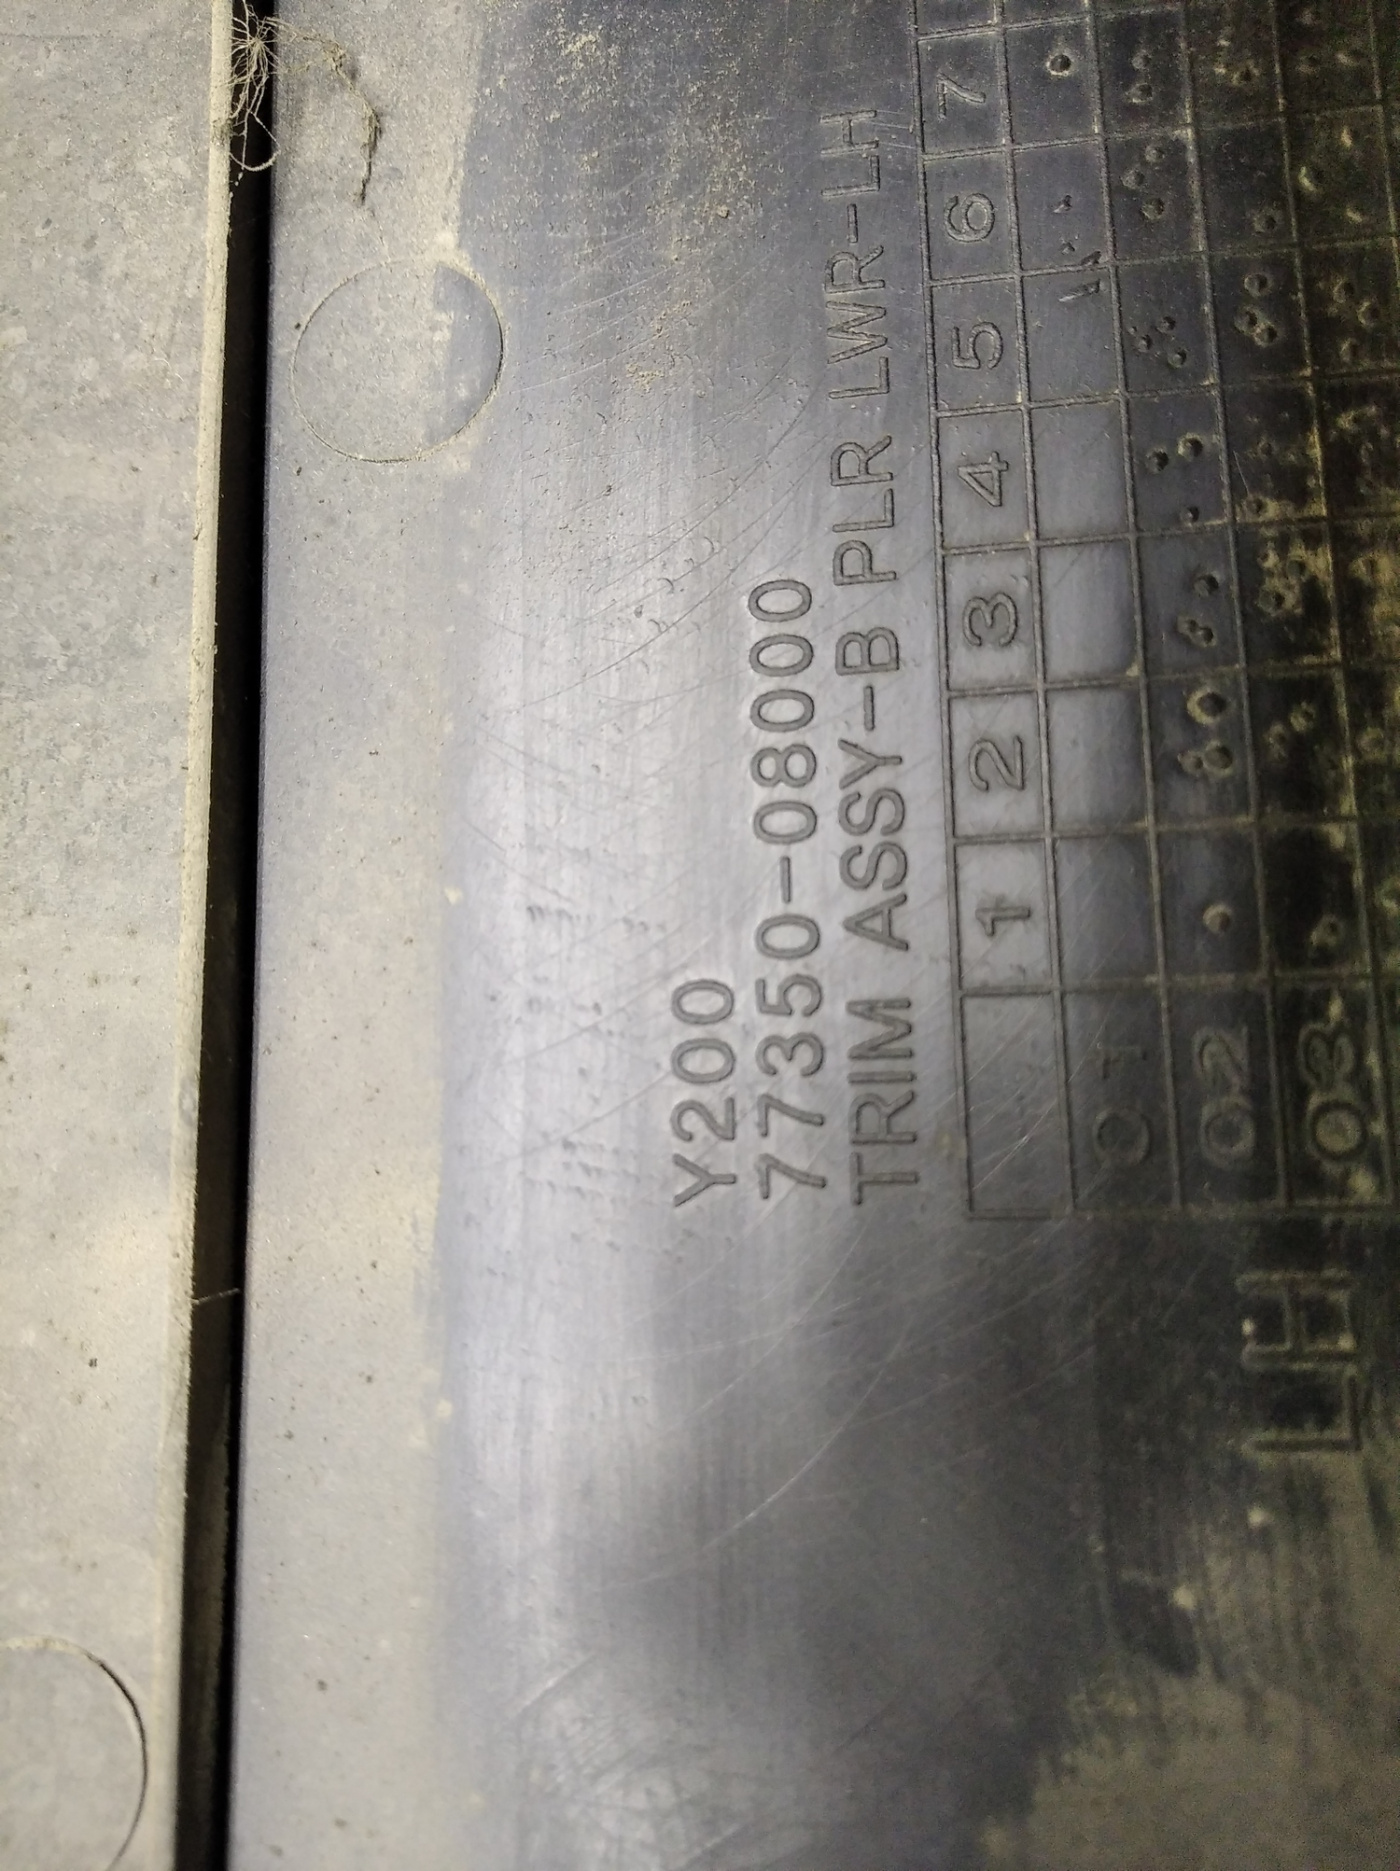 Y200
77350-08000
TRIM ASSY-B PLR LWR-LH
1 2 3 4 5 6 7
01
02
03
LH